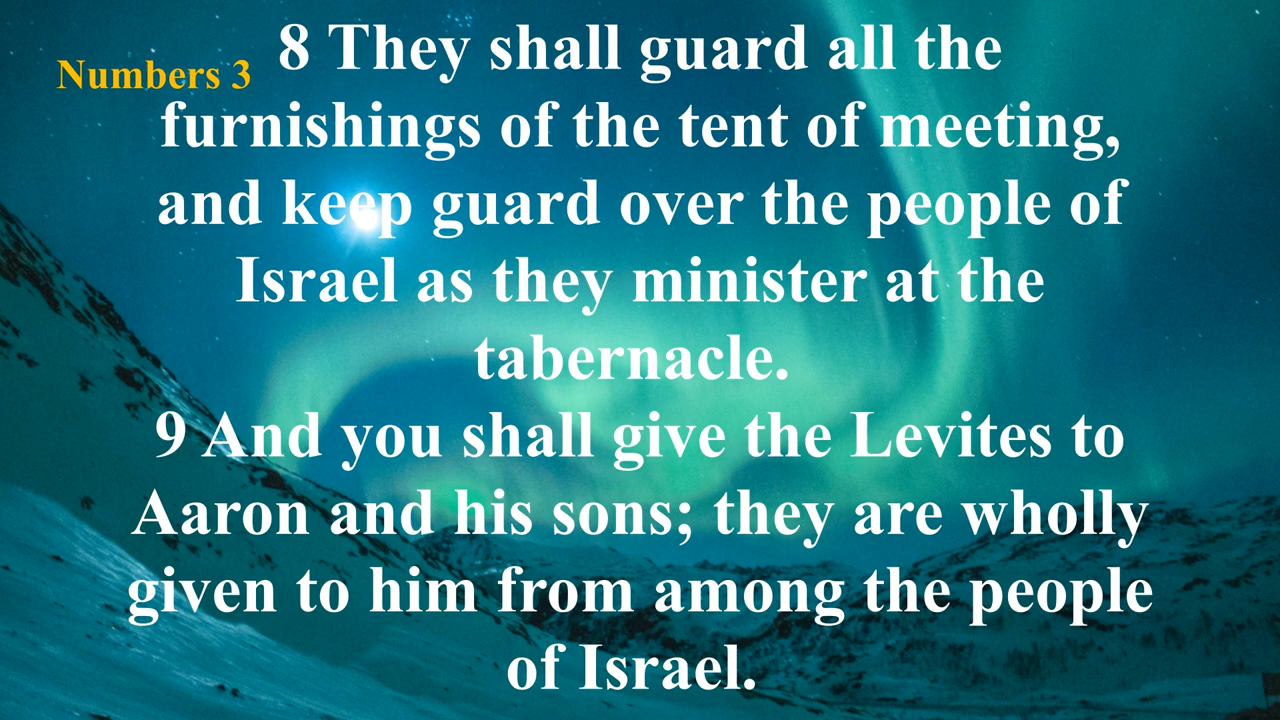 Numbers 3
8 They shall guard all the
furnishings of the tent of meeting,
and keep guard over the people of
Israel as they minister at the
tabernacle.
9 And you shall give the Levites to
Aaron and his sons; they are wholly
given to him from among the people
of Israel.